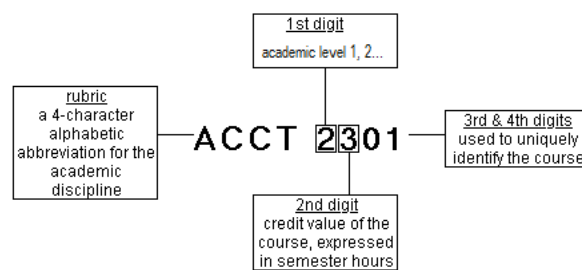 1st digit
academic level 1, 2...
rubric
a 4-character
alphabetic
abbreviation for the
academic
discipline
ACCT 2301
3rd & 4th digits
used to uniquely
identify the course
2nd digit
credit value of the
course, expressed
in semester hours